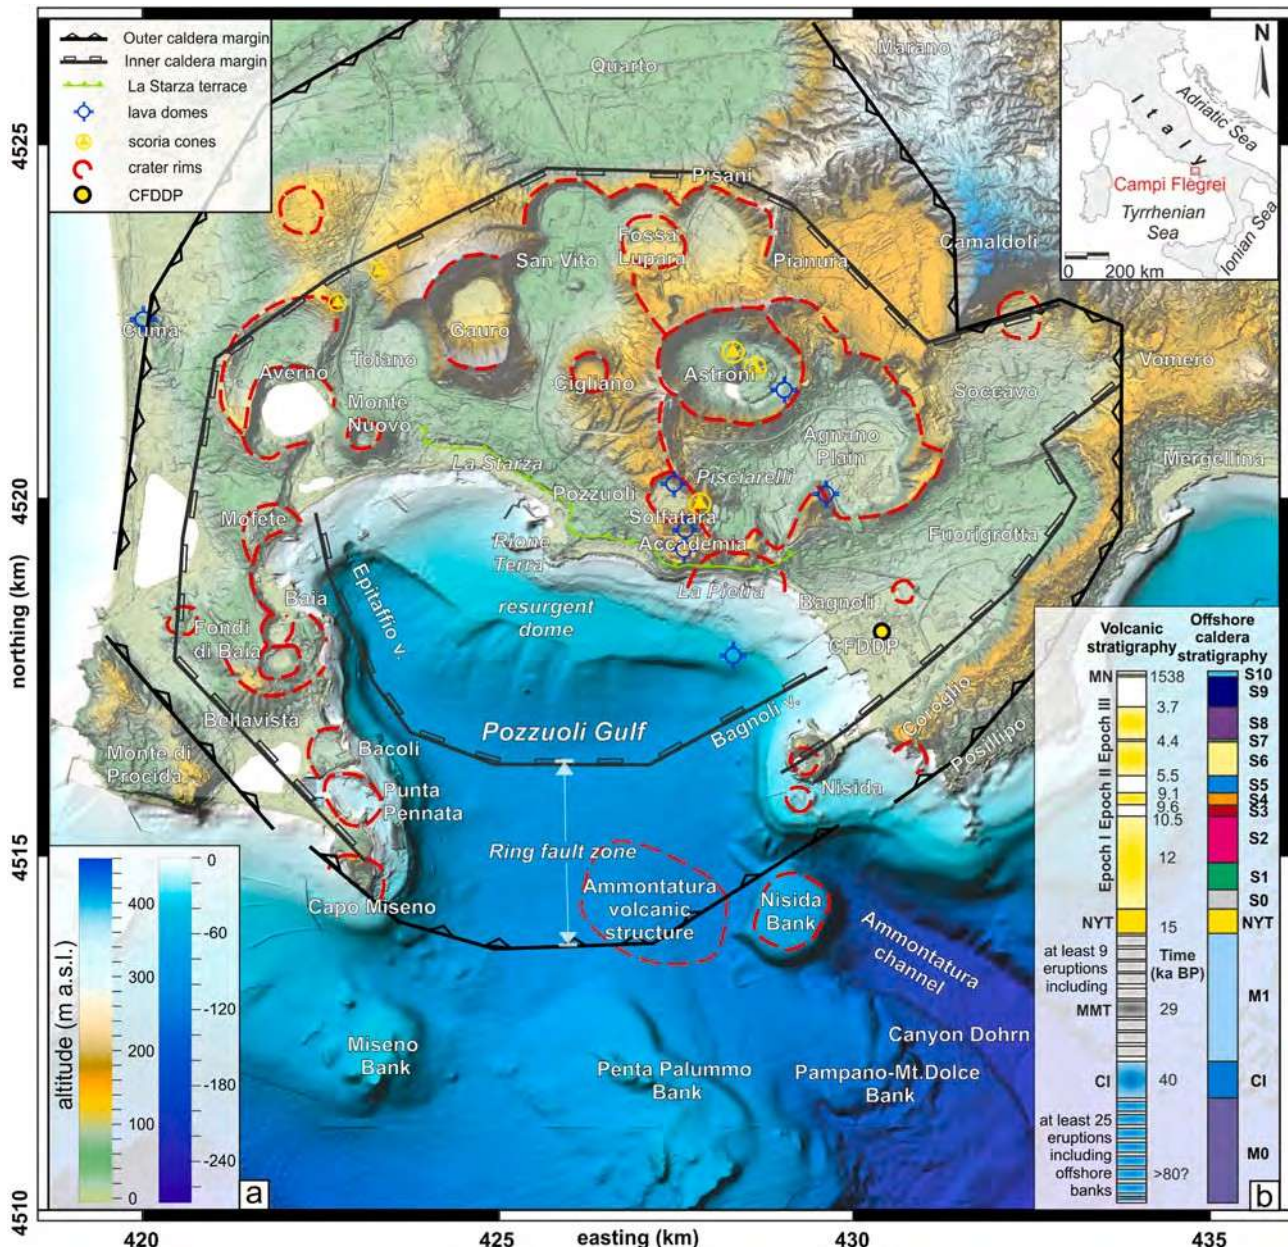 Outer caldera margin
Inner caldera margin
La Starza terrace
lava domes
scoria cones
crater rims
CFDDP
Quarto
Marano
N
Italy
Adriatic Sea
Campi Flegrei
Tyrrhenian
Sea
Ionian Sea
0 200 km
Pisani
Camaldoli
San Vito
Fossa
Lupara
Pianura
Cuma
Gauro
Toiano
Averno
Cigliano
Astroni
Soccavo
Vomero
Monte
Nuovo
Agnano
Plain
La Starza
Pisciarelli
Mergellina
Pozzuoli
Mofete
Solfatara
Fuorigrotta
Rione
Terra
Accademia
Epitaffio v.
La Pietra
Baia
resurgent
dome
Bagnoli
Fondi
di Baia
CFDDP
Bellavista
Pozzuoli Gulf
Bagnoli v.
Coroglio
Posillipo
Monte di
Procida
Bacoli
Punta
Pennata
Nisida
Ring fault zone
Capo Miseno
Ammontatura
volcanic
structure
Nisida
Bank
Ammontatura
channel
Canyon Dohrn
Miseno
Bank
Penta Palummo
Bank
Pampano-Mt.Dolce
Bank
altitude (m a.s.l.)
400
300
200
100
0
0
-60
-120
-180
-240
a
Volcanic
stratigraphy
Offshore
caldera
stratigraphy
MN
1538
S10
S9
3.7
Epoch III
S8
4.4
S7
S6
Epoch II
5.5
S5
9.1
S4
9.6
S3
10.5
Epoch I
S2
12
S1
S0
NYT
15
NYT
at least 9
eruptions
including
Time
(ka BP)
M1
MMT
29
CI
40
CI
at least 25
eruptions
including
offshore
banks
>80?
M0
b
4525
4520
4515
4510
northing (km)
420
425
430
435
easting (km)